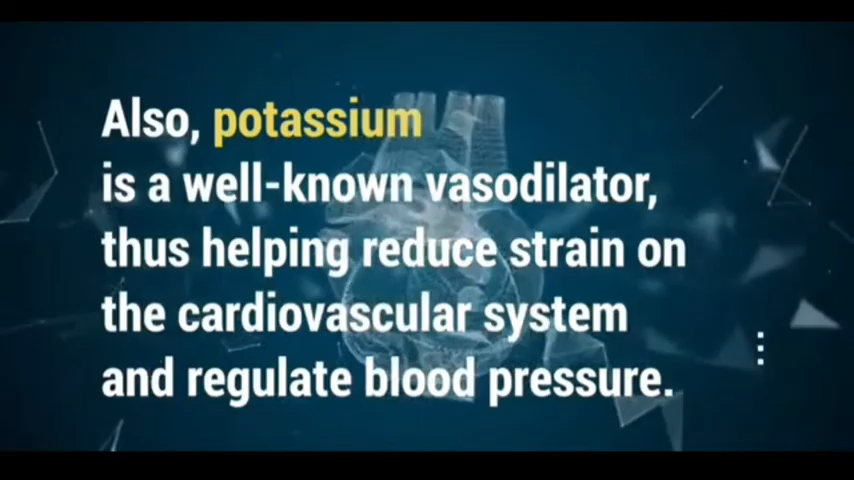 Also, potassium
is a well-known vasodilator,
thus helping reduce strain on
the cardiovascular system
and regulate blood pressure.